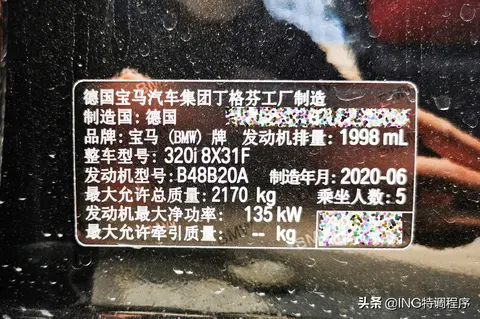 德国宝马汽车集团丁格芬工厂制造
制造国: 德国
品牌: 宝马 (BMW) 牌 发动机排量: 1998 mL
整车型号: 320i 8X31F
发动机型号: B48B20A 制造年月: 2020-06
最大允许总质量: 2170 kg 乘坐人数: 5
发动机最大净功率: 135 kW
最大允许牵引质量: -- kg
头条 @ING特调程序